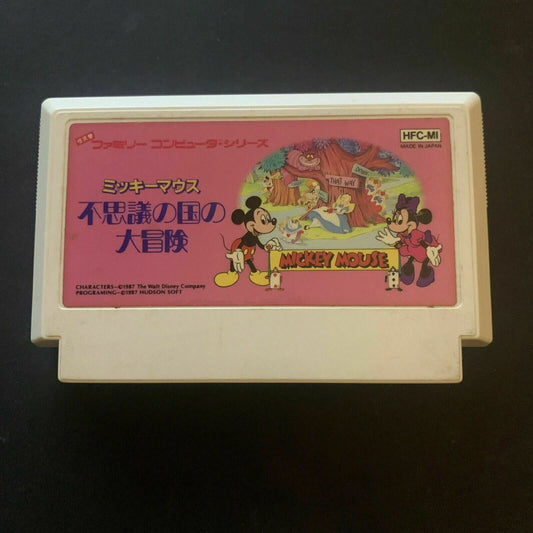 ファミリー コンピュータ・シリーズ
HFC-MI
MADE IN JAPAN
ミッキーマウス
不思議の国の
大冒険
THAT WAY
MICKEY MOUSE
CHARACTERS—©1987 The Walt Disney Company
PROGRAMING—©1987 HUDSON SOFT